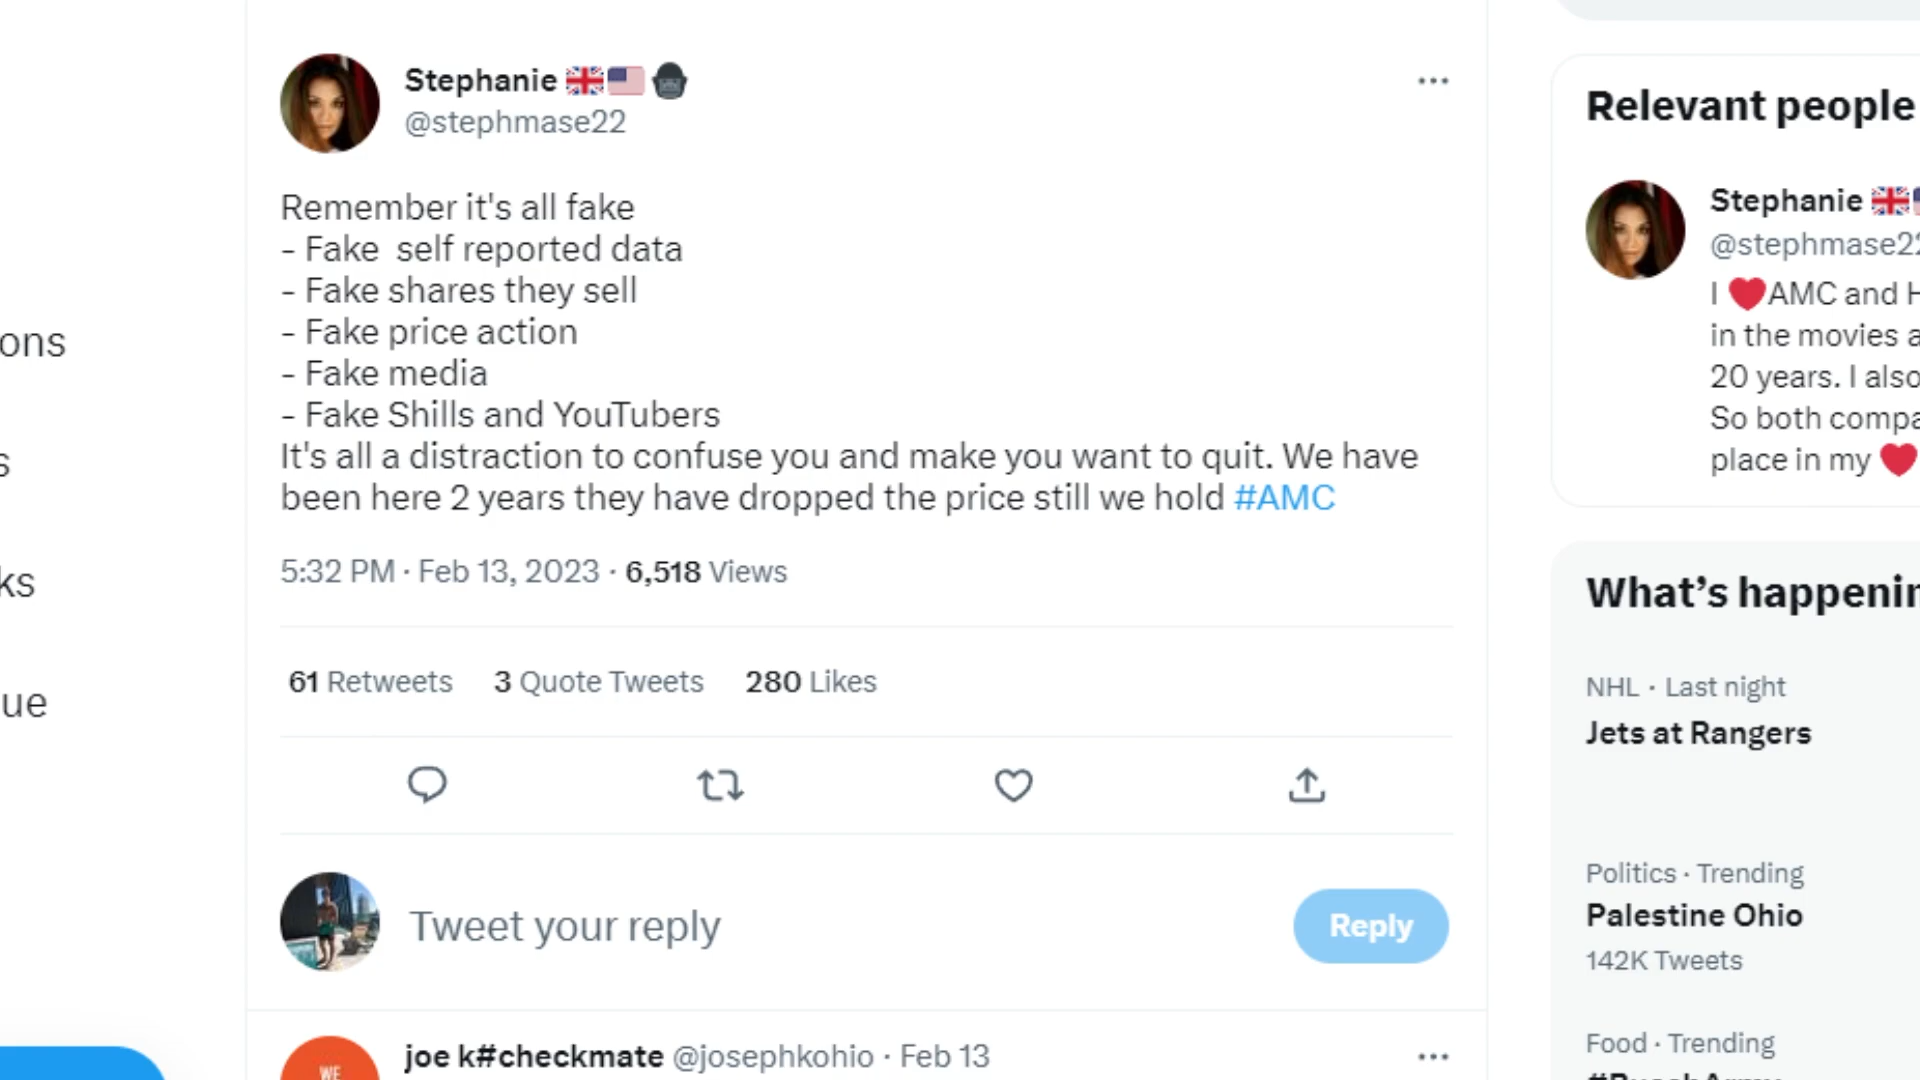 Stephanie
@stephmase22
Remember it's all fake
- Fake  self reported data
- Fake shares they sell
- Fake price action
- Fake media
- Fake Shills and YouTubers
It's all a distraction to confuse you and make you want to quit. We have
been here 2 years they have dropped the price still we hold #AMC
5:32 PM · Feb 13, 2023 · 6,518 Views
61 Retweets 3 Quote Tweets 280 Likes
Tweet your reply
Reply
WE
joe k#checkmate @josephkohio · Feb 13
ons
s
ks
ue
Relevant people
Stephanie
@stephmase22
I ❤️AMC and H
in the movies a
20 years. I also
So both compa
place in my ❤️
What's happenin
NHL · Last night
Jets at Rangers
Politics · Trending
Palestine Ohio
142K Tweets
Food · Trending